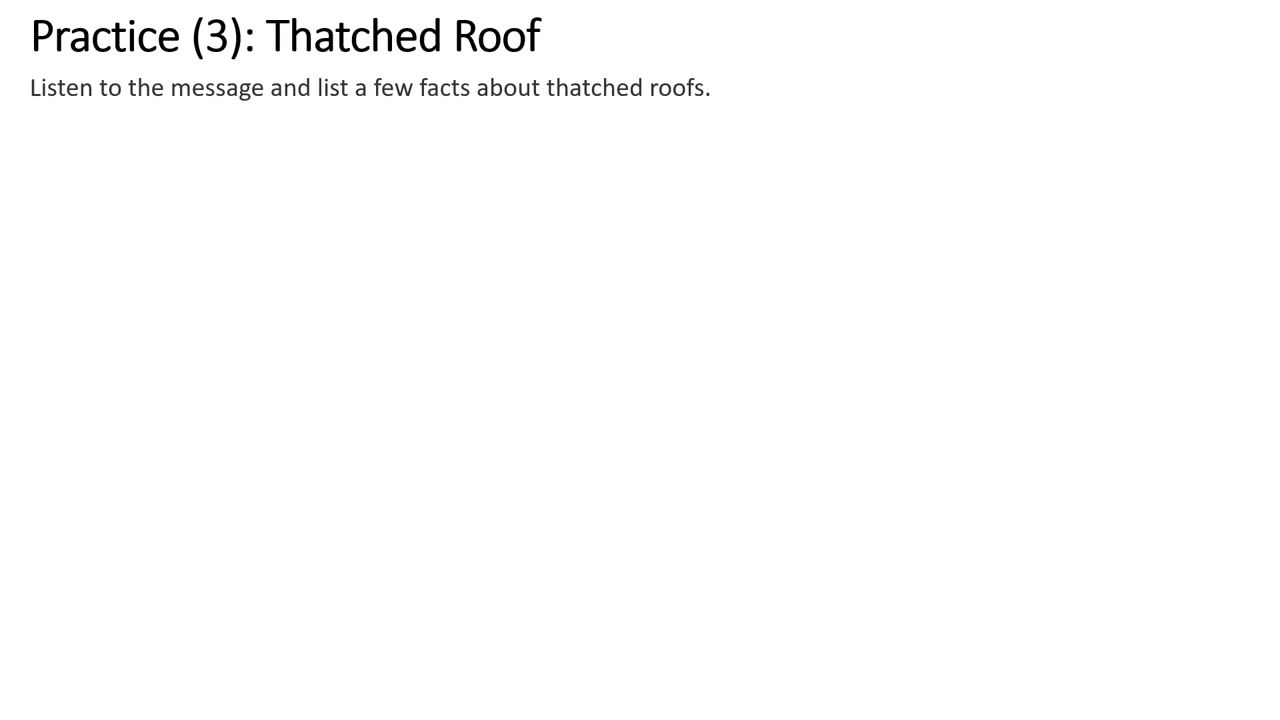 Practice (3): Thatched Roof
Listen to the message and list a few facts about thatched roofs.